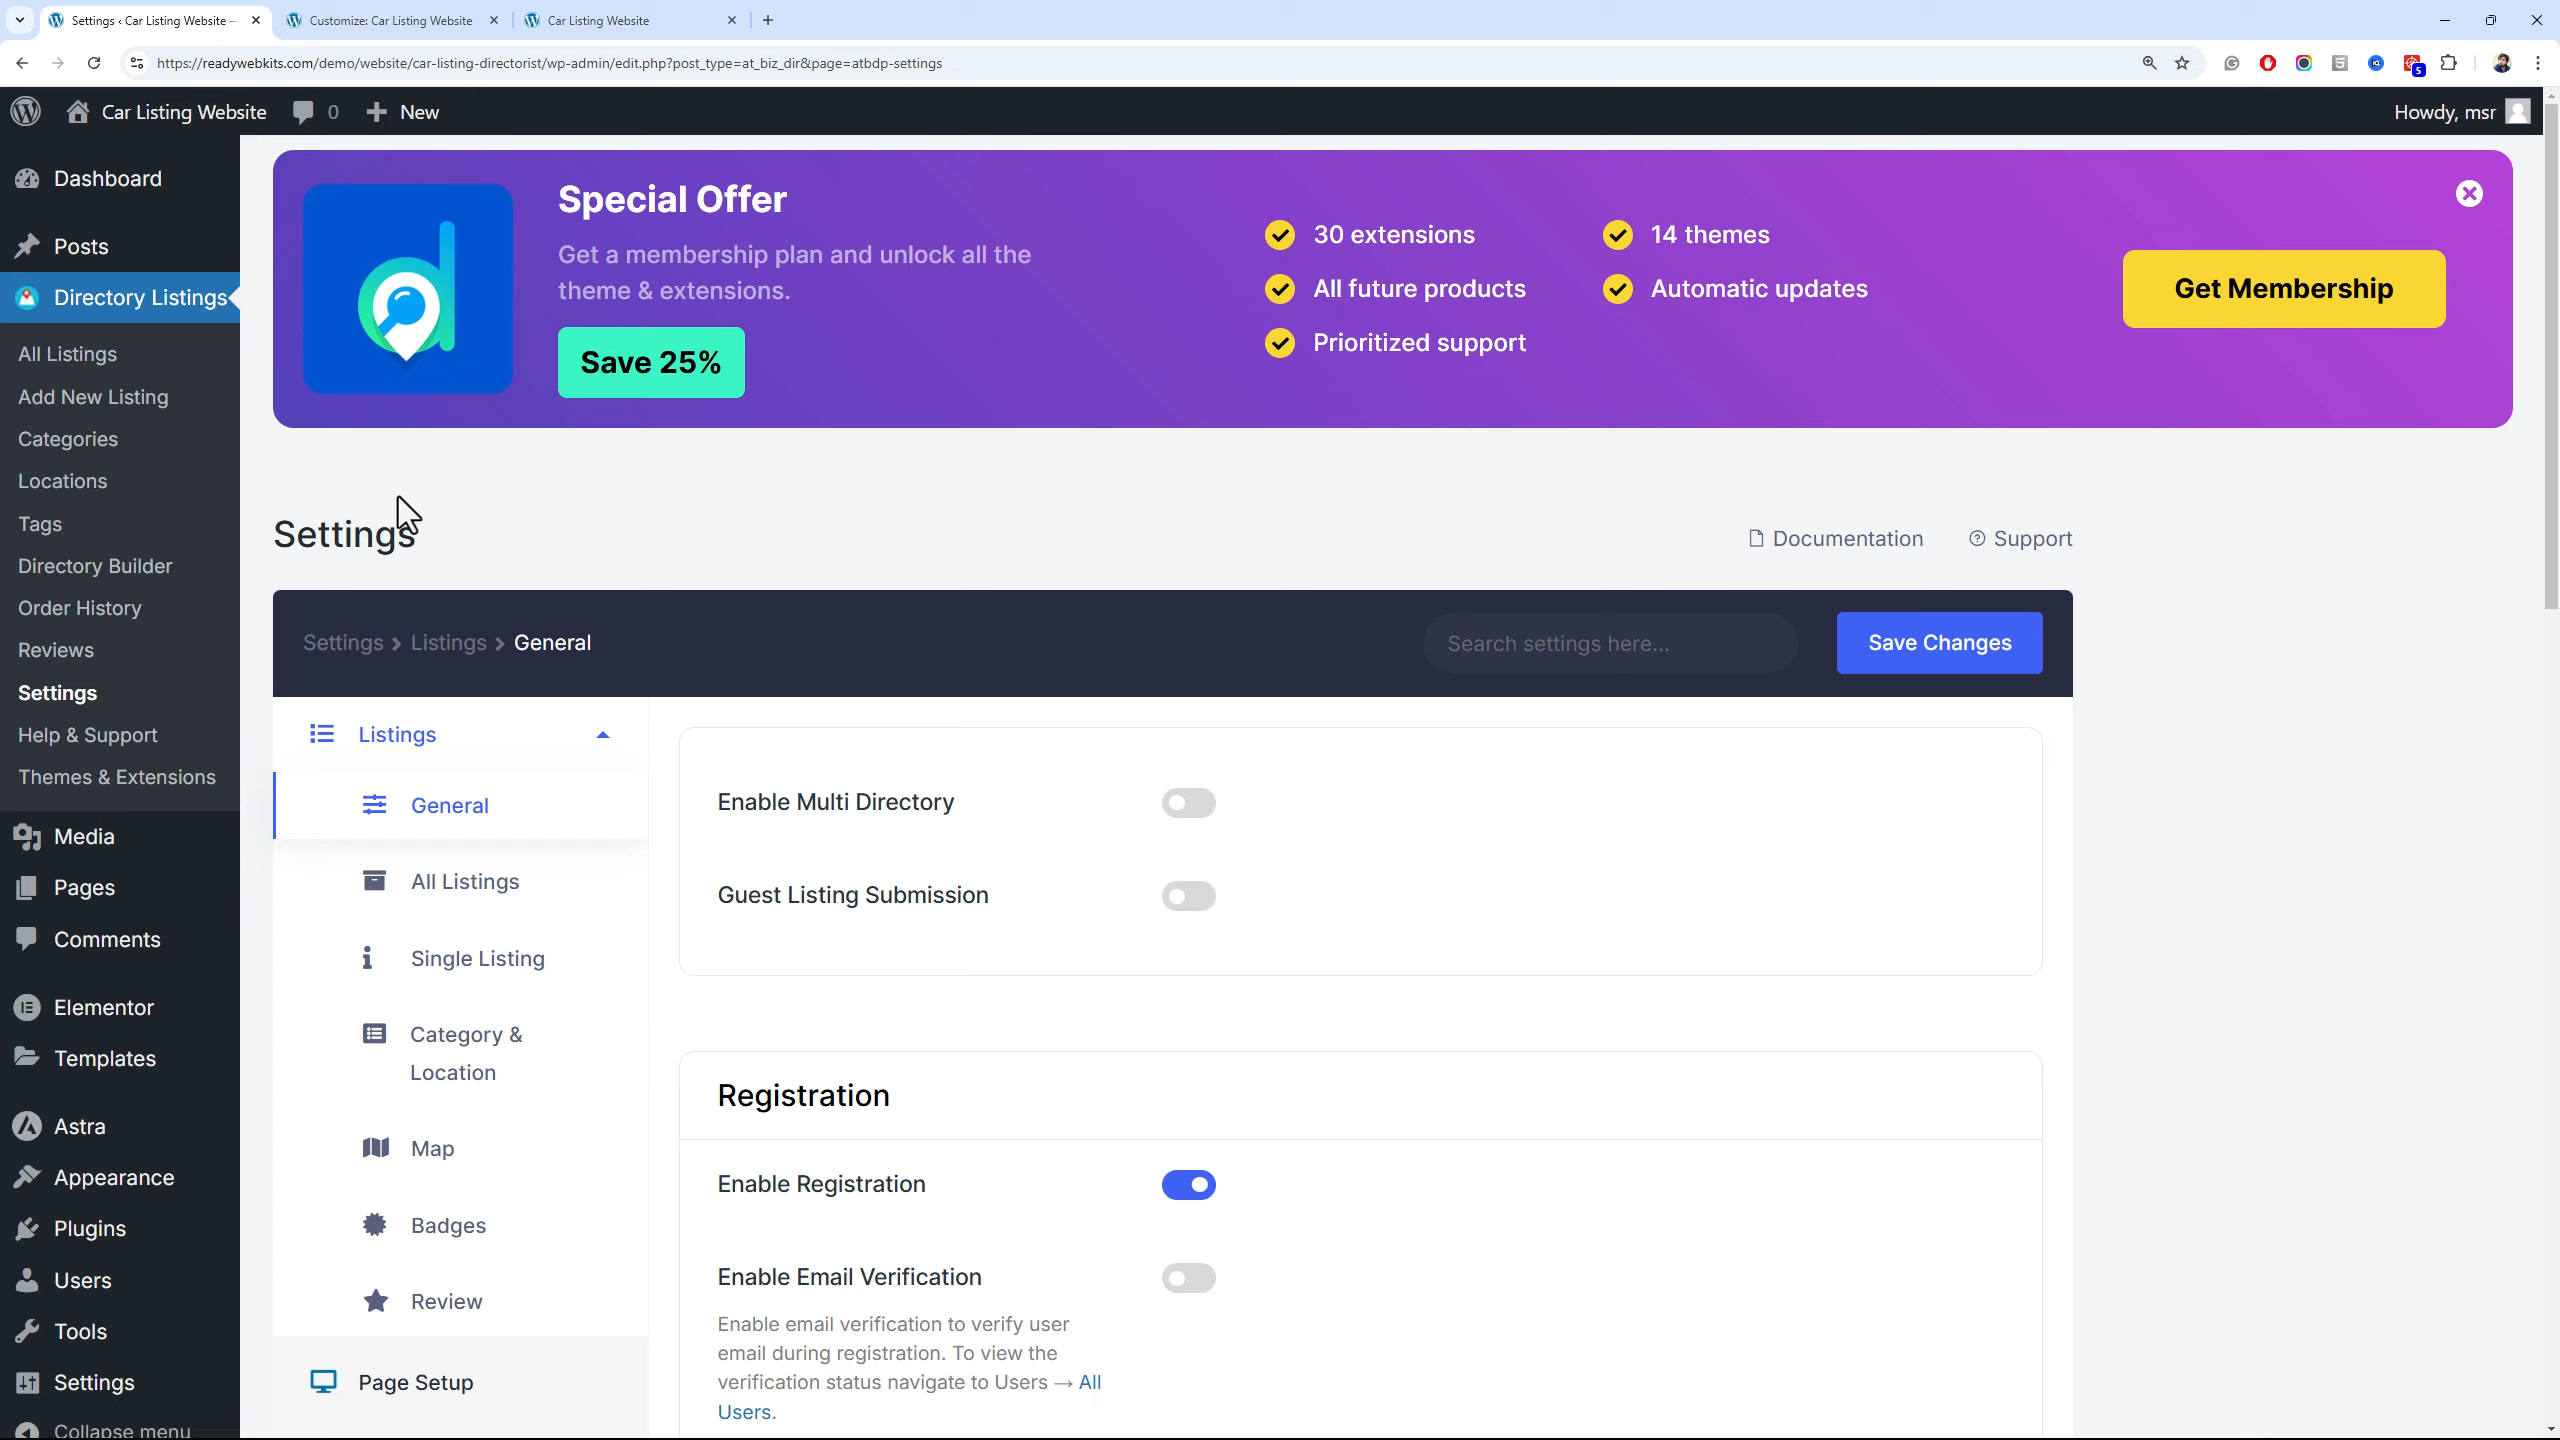 Settings ‹ Car Listing Website —
Customize: Car Listing Website
Car Listing Website
https://readywebkits.com/demo/website/car-listing-directorist/wp-admin/edit.php?post_type=at_biz_dir&page=atbdp-settings
5
Car Listing Website
0
New
Howdy, msr
Dashboard
Posts
Directory Listings
All Listings
Add New Listing
Categories
Locations
Tags
Directory Builder
Order History
Reviews
Settings
Help & Support
Themes & Extensions
Media
Pages
Comments
Elementor
Templates
Astra
Appearance
Plugins
Users
Tools
Settings
Collapse menu
Special Offer
Get a membership plan and unlock all the
theme & extensions.
Save 25%
30 extensions
14 themes
All future products
Automatic updates
Prioritized support
Get Membership
Settings
Documentation
Support
Settings > Listings > General
Search settings here...
Save Changes
Listings
General
All Listings
Single Listing
Category &
Location
Map
Badges
Review
Page Setup
Enable Multi Directory
Guest Listing Submission
Registration
Enable Registration
Enable Email Verification
Enable email verification to verify user
email during registration. To view the
verification status navigate to Users → All
Users.